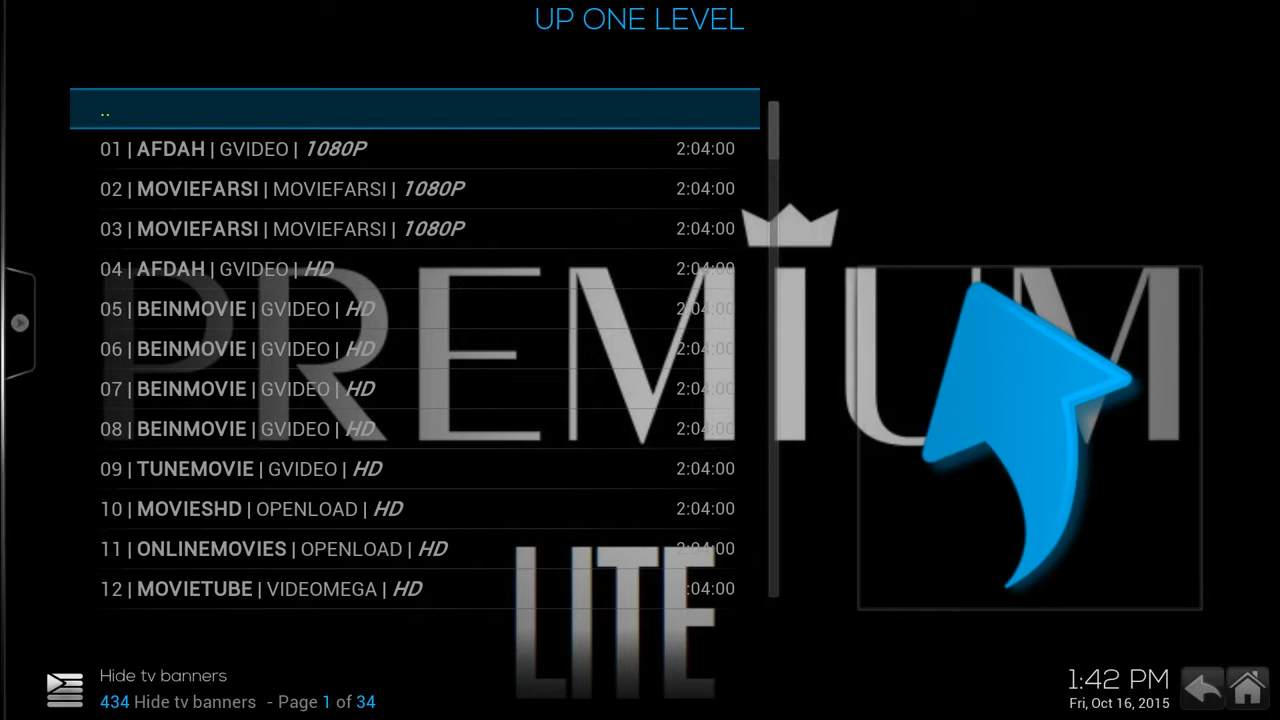 UP ONE LEVEL
..
01 | AFDAH | GVIDEO | 1080P 2:04:00
02 | MOVIEFARSI | MOVIEFARSI | 1080P 2:04:00
03 | MOVIEFARSI | MOVIEFARSI | 1080P 2:04:00
04 | AFDAH | GVIDEO | HD 2:04:00
05 | BEINMOVIE | GVIDEO | HD 2:04:00
06 | BEINMOVIE | GVIDEO | HD 2:04:00
07 | BEINMOVIE | GVIDEO | HD 2:04:00
08 | BEINMOVIE | GVIDEO | HD 2:04:00
09 | TUNEMOVIE | GVIDEO | HD 2:04:00
10 | MOVIESHD | OPENLOAD | HD 2:04:00
11 | ONLINEMOVIES | OPENLOAD | HD 2:04:00
12 | MOVIETUBE | VIDEOMEGA | HD :04:00
PREMIUM
LITE
Hide tv banners
434 Hide tv banners - Page 1 of 34
1:42 PM
Fri, Oct 16, 2015